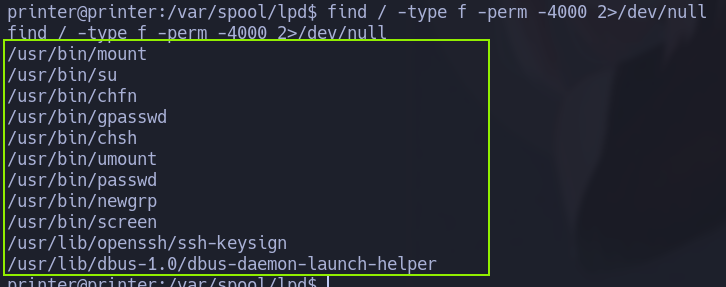 printer@printer:/var/spool/lpd$ find / -type f -perm -4000 2>/dev/null
find / -type f -perm -4000 2>/dev/null
/usr/bin/mount
/usr/bin/su
/usr/bin/chfn
/usr/bin/gpasswd
/usr/bin/chsh
/usr/bin/umount
/usr/bin/passwd
/usr/bin/newgrp
/usr/bin/screen
/usr/lib/openssh/ssh-keysign
/usr/lib/dbus-1.0/dbus-daemon-launch-helper
printer@printer:/var/spool/lpd$